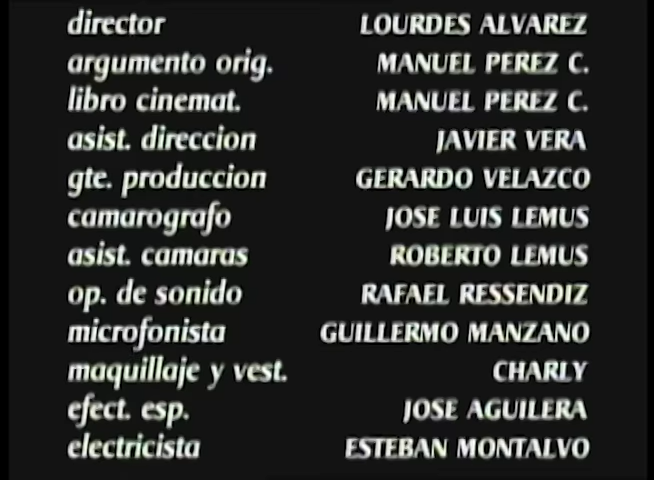 director LOURDES ALVAREZ
argumento orig. MANUEL PEREZ C.
libro cinemat. MANUEL PEREZ C.
asist. direccion JAVIER VERA
gte. produccion GERARDO VELAZCO
camarografo JOSE LUIS LEMUS
asist. camaras ROBERTO LEMUS
op. de sonido RAFAEL RESSENDIZ
microfonista GUILLERMO MANZANO
maquillaje y vest. CHARLY
efect. esp. JOSE AGUILERA
electricista ESTEBAN MONTALVO